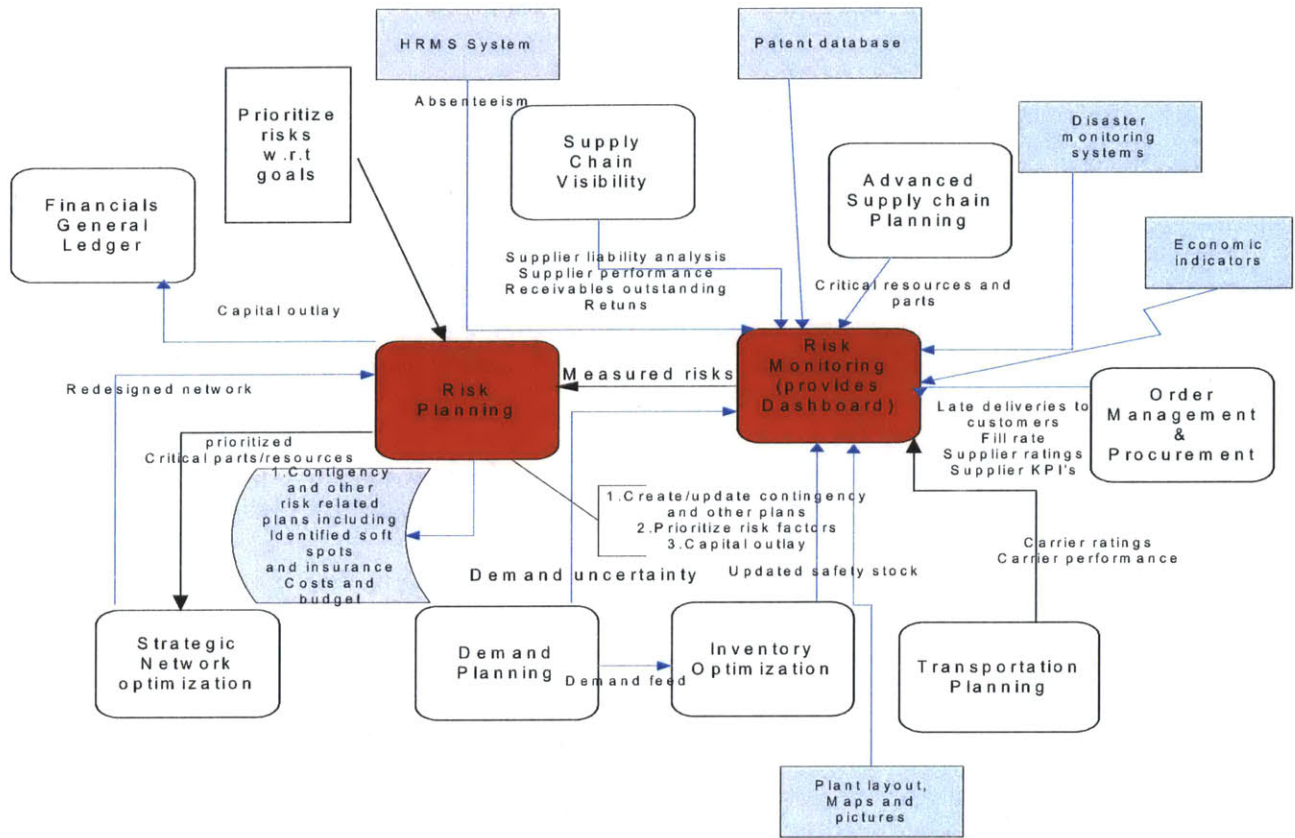 HRMS System
Patent database
Absenteeism
Prioritize
risks
w.r.t
goals
Supply
Chain
Visibility
Disaster
monitoring
systems
Advanced
Supply chain
Planning
Financials
General
Ledger
Economic
indicators
Supplier liability analysis
Supplier performance
Receivables outstanding
Retuns
Critical resources and
parts
Capital outlay
Risk
Monitoring
(provides
Dashboard)
Measured risks
Risk
Planning
Redesigned network
Order
Management
&
Procurement
Late deliveries to
customers
Fill rate
Supplier ratings
Supplier KPI's
prioritized
Critical parts/resources
1.Contigency
and other
risk related
plans including
Identified soft
spots
and insurance
Costs and
budget
1.Create/update contingency
and other plans
2.Prioritize risk factors
3.Capital outlay
Carrier ratings
Carrier performance
Demand uncertainty
Updated safety stock
Strategic
Network
optimization
Demand
Planning
Demand feed
Inventory
Optimization
Transportation
Planning
Plant layout,
Maps and
pictures